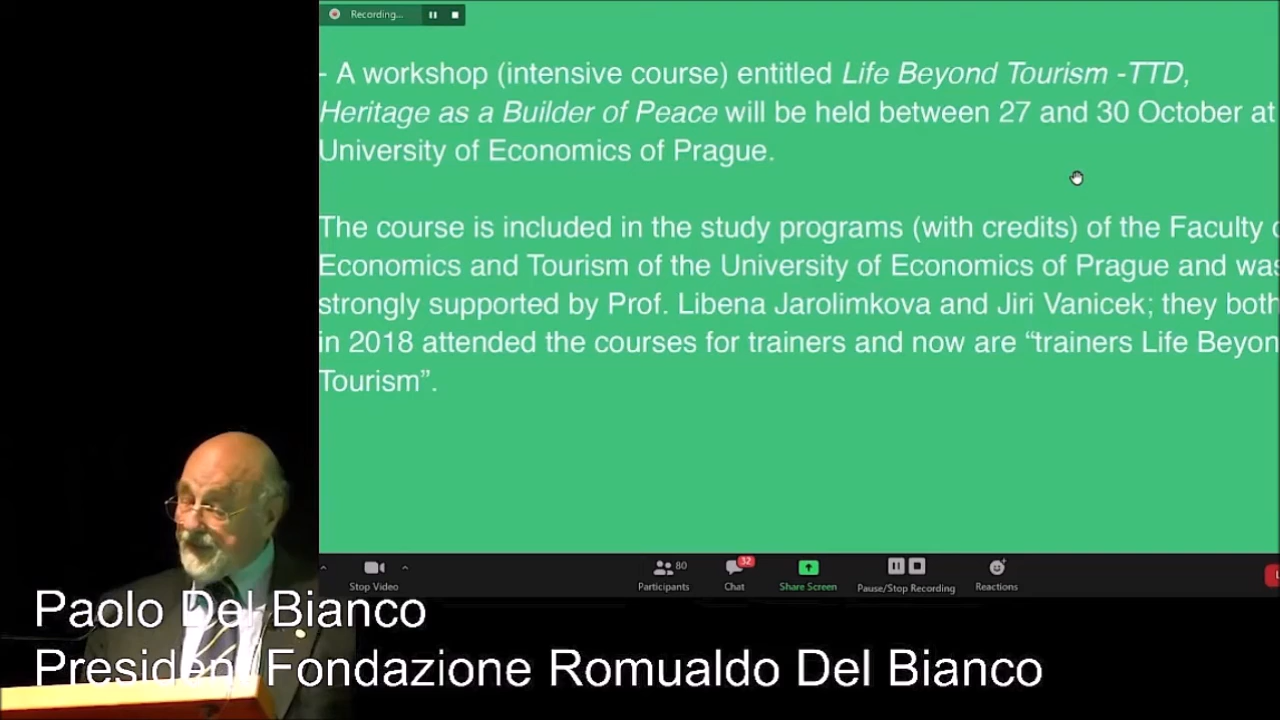 Recording...
- A workshop (intensive course) entitled Life Beyond Tourism -TTD,
Heritage as a Builder of Peace will be held between 27 and 30 October at
University of Economics of Prague.
The course is included in the study programs (with credits) of the Faculty
Economics and Tourism of the University of Economics of Prague and was
strongly supported by Prof. Libena Jarolimkova and Jiri Vanicek; they both
in 2018 attended the courses for trainers and now are “trainers Life Beyon
Tourism”.
Stop Video
80
Participants
32
Chat
Share Screen
Pause/Stop Recording
Reactions
Paolo Del Bianco
President Fondazione Romualdo Del Bianco